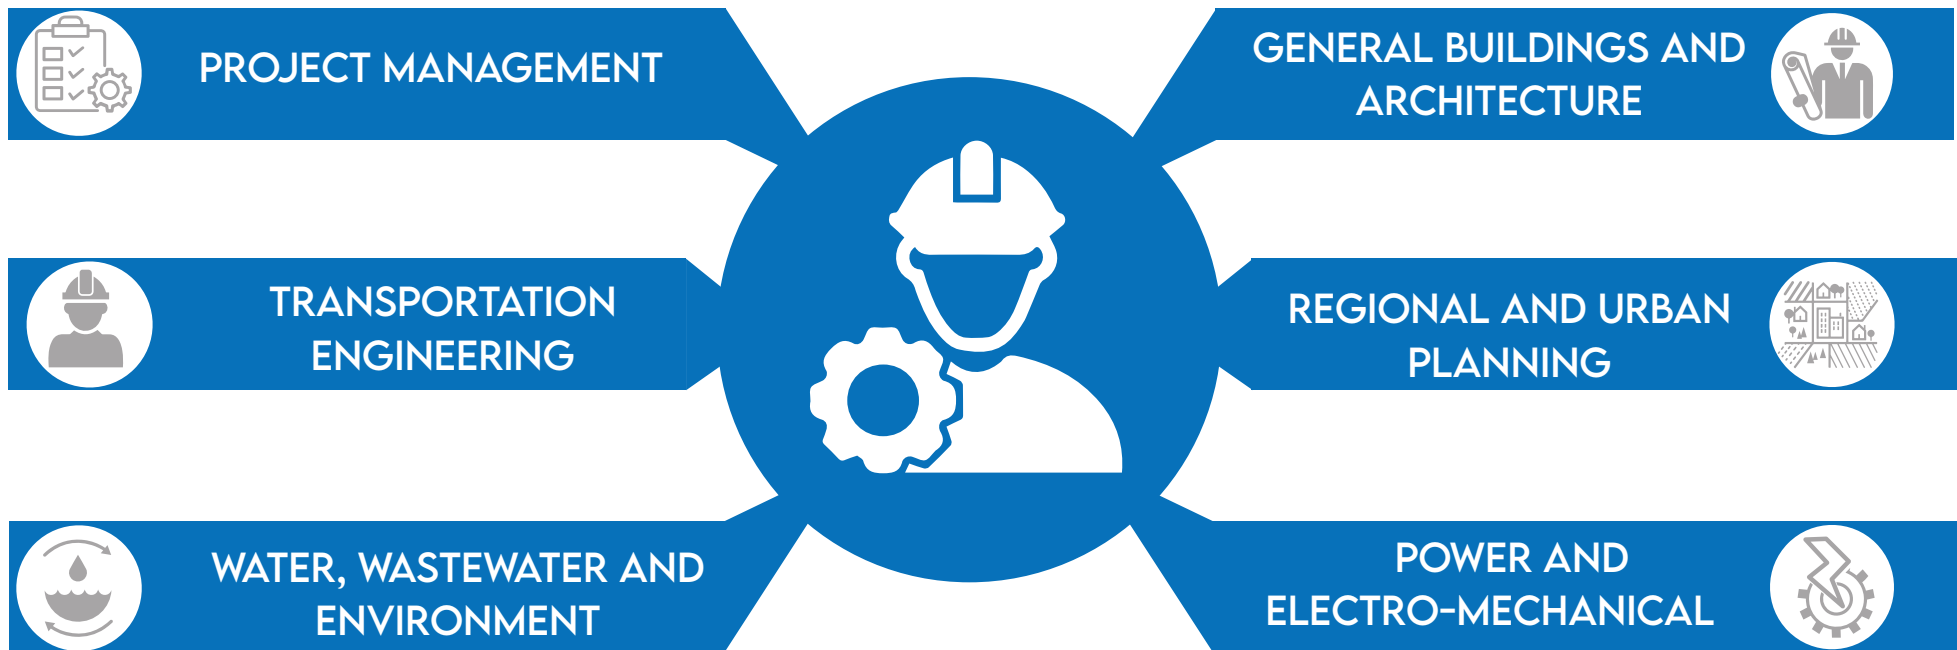 PROJECT MANAGEMENT
GENERAL BUILDINGS AND
ARCHITECTURE
TRANSPORTATION
ENGINEERING
REGIONAL AND URBAN
PLANNING
WATER, WASTEWATER AND
ENVIRONMENT
POWER AND
ELECTRO-MECHANICAL